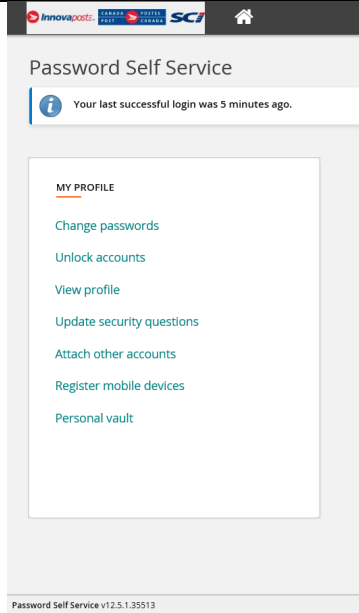 Innovapost
CANADA POST POSTES CANADA
SCI
Password Self Service
Your last successful login was 5 minutes ago.
MY PROFILE
Change passwords
Unlock accounts
View profile
Update security questions
Attach other accounts
Register mobile devices
Personal vault
Password Self Service v12.5.1.35513